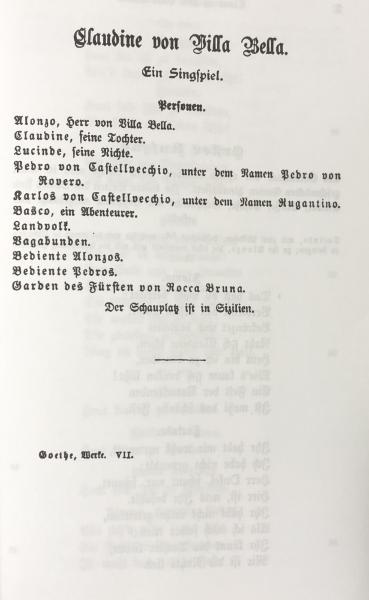 Claudine von Villa Bella.
Ein Singſpiel.
Perſonen.
Alonzo, Herr von Villa Bella.
Claudine, ſeine Tochter.
Lucinde, ſeine Nichte.
Pedro von Caſtellvecchio, unter dem Namen Pedro von
Rovero.
Karlos von Caſtellvecchio, unter dem Namen Rugantino.
Basco, ein Abenteurer.
Landvolk.
Vagabunden.
Bediente Alonzos.
Bediente Pedros.
Garden des Fürſten von Rocca Bruna.
Der Schauplatz iſt in Sizilien.
Goethe, Werke. VII.